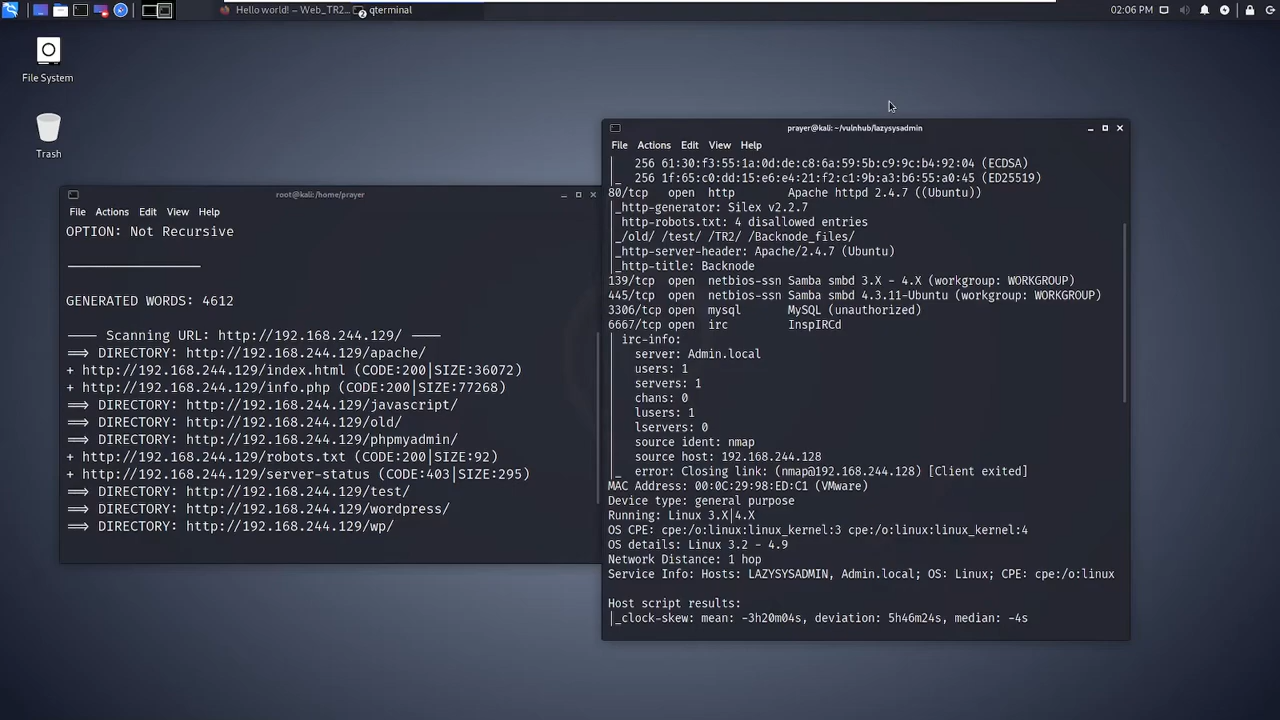 Hello world! – Web_TR2...
qterminal
2
02:06 PM
File System
Trash
root@kali: /home/prayer
File Actions Edit View Help
OPTION: Not Recursive
GENERATED WORDS: 4612
Scanning URL: http://192.168.244.129/
⟹ DIRECTORY: http://192.168.244.129/apache/
+ http://192.168.244.129/index.html (CODE:200|SIZE:36072)
+ http://192.168.244.129/info.php (CODE:200|SIZE:77268)
⟹ DIRECTORY: http://192.168.244.129/javascript/
⟹ DIRECTORY: http://192.168.244.129/old/
⟹ DIRECTORY: http://192.168.244.129/phpmyadmin/
+ http://192.168.244.129/robots.txt (CODE:200|SIZE:92)
+ http://192.168.244.129/server-status (CODE:403|SIZE:295)
⟹ DIRECTORY: http://192.168.244.129/test/
⟹ DIRECTORY: http://192.168.244.129/wordpress/
⟹ DIRECTORY: http://192.168.244.129/wp/
prayer@kali: ~/vulnhub/lazysysadmin
File Actions Edit View Help
|   256 61:30:f3:55:1a:0d:de:c8:6a:59:5b:c9:9c:b4:92:04 (ECDSA)
|_  256 1f:65:c0:dd:15:e6:e4:21:f2:c1:9b:a3:b6:55:a0:45 (ED25519)
80/tcp   open  http        Apache httpd 2.4.7 ((Ubuntu))
|_http-generator: Silex v2.2.7
| http-robots.txt: 4 disallowed entries
|_/old/ /test/ /TR2/ /Backnode_files/
|_http-server-header: Apache/2.4.7 (Ubuntu)
|_http-title: Backnode
139/tcp  open  netbios-ssn Samba smbd 3.X - 4.X (workgroup: WORKGROUP)
445/tcp  open  netbios-ssn Samba smbd 4.3.11-Ubuntu (workgroup: WORKGROUP)
3306/tcp open  mysql       MySQL (unauthorized)
6667/tcp open  irc         InspIRCd
| irc-info:
|   server: Admin.local
|   users: 1
|   servers: 1
|   chans: 0
|   lusers: 1
|   lservers: 0
|   source ident: nmap
|   source host: 192.168.244.128
|_  error: Closing link: (nmap@192.168.244.128) [Client exited]
MAC Address: 00:0C:29:98:ED:C1 (VMware)
Device type: general purpose
Running: Linux 3.X|4.X
OS CPE: cpe:/o:linux:linux_kernel:3 cpe:/o:linux:linux_kernel:4
OS details: Linux 3.2 - 4.9
Network Distance: 1 hop
Service Info: Hosts: LAZYSYSADMIN, Admin.local; OS: Linux; CPE: cpe:/o:linux
Host script results:
|_clock-skew: mean: -3h20m04s, deviation: 5h46m24s, median: -4s